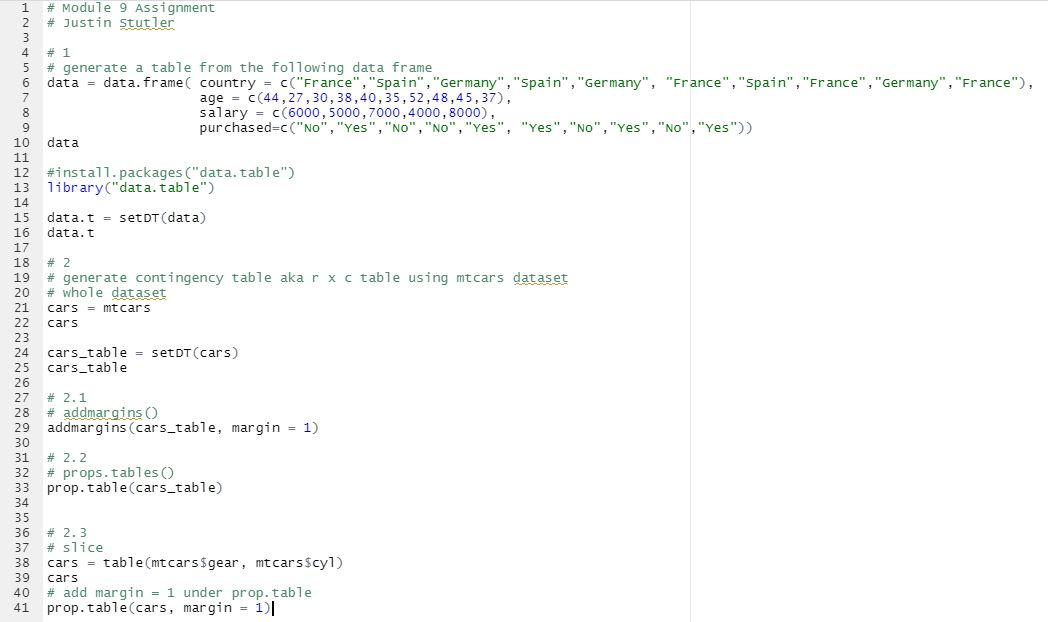 1 # Module 9 Assignment
2 # Justin Stutler
3
4 # 1
5 # generate a table from the following data frame
6 data = data.frame( country = c("France","Spain","Germany","Spain","Germany", "France","Spain","France","Germany","France"),
7 age = c(44,27,30,38,40,35,52,48,45,37),
8 salary = c(6000,5000,7000,4000,8000),
9 purchased=c("No","Yes","No","No","Yes", "Yes","No","Yes","No","Yes"))
10 data
11
12 #install.packages("data.table")
13 library("data.table")
14
15 data.t = setDT(data)
16 data.t
17
18 # 2
19 # generate contingency table aka r x c table using mtcars dataset
20 # whole dataset
21 cars = mtcars
22 cars
23
24 cars_table = setDT(cars)
25 cars_table
26
27 # 2.1
28 # addmargins()
29 addmargins(cars_table, margin = 1)
30
31 # 2.2
32 # props.tables()
33 prop.table(cars_table)
34
35
36 # 2.3
37 # slice
38 cars = table(mtcars$gear, mtcars$cyl)
39 cars
40 # add margin = 1 under prop.table
41 prop.table(cars, margin = 1)